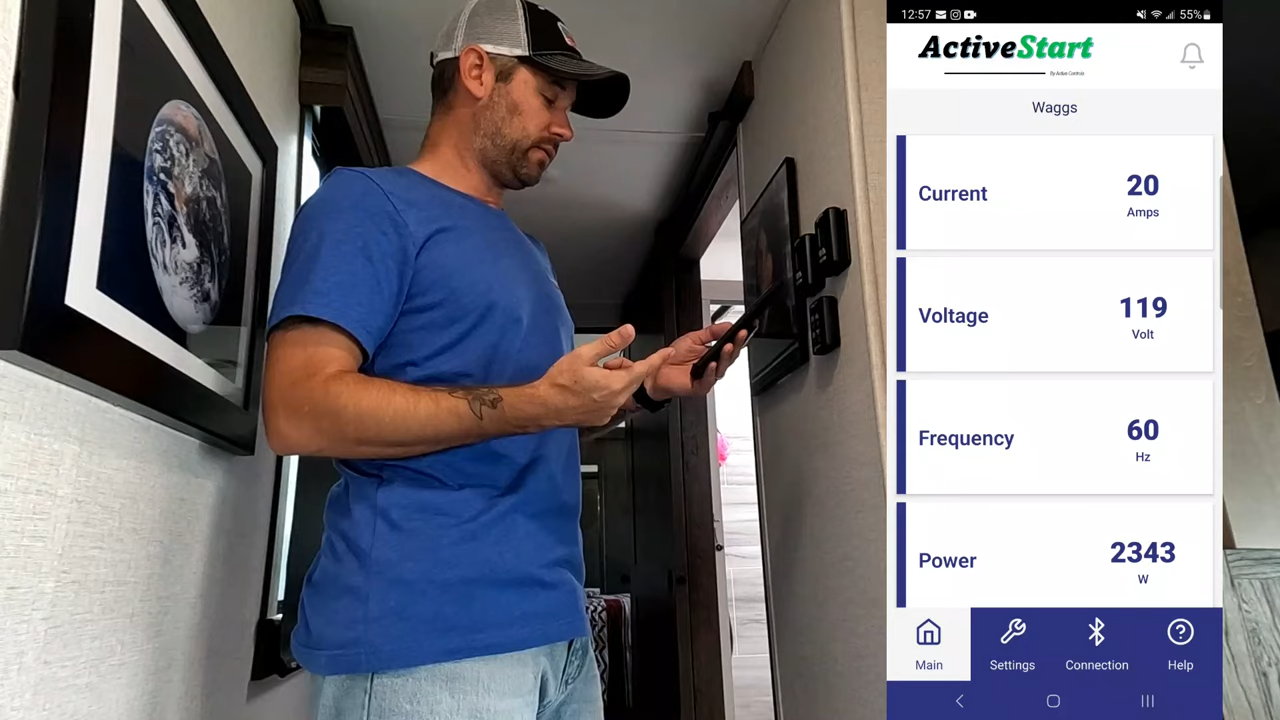 12:57
55%
ActiveStart
By Active Controls
Waggs
Current
20
Amps
Voltage
119
Volt
Frequency
60
Hz
Power
2343
W
Main
Settings
Connection
Help